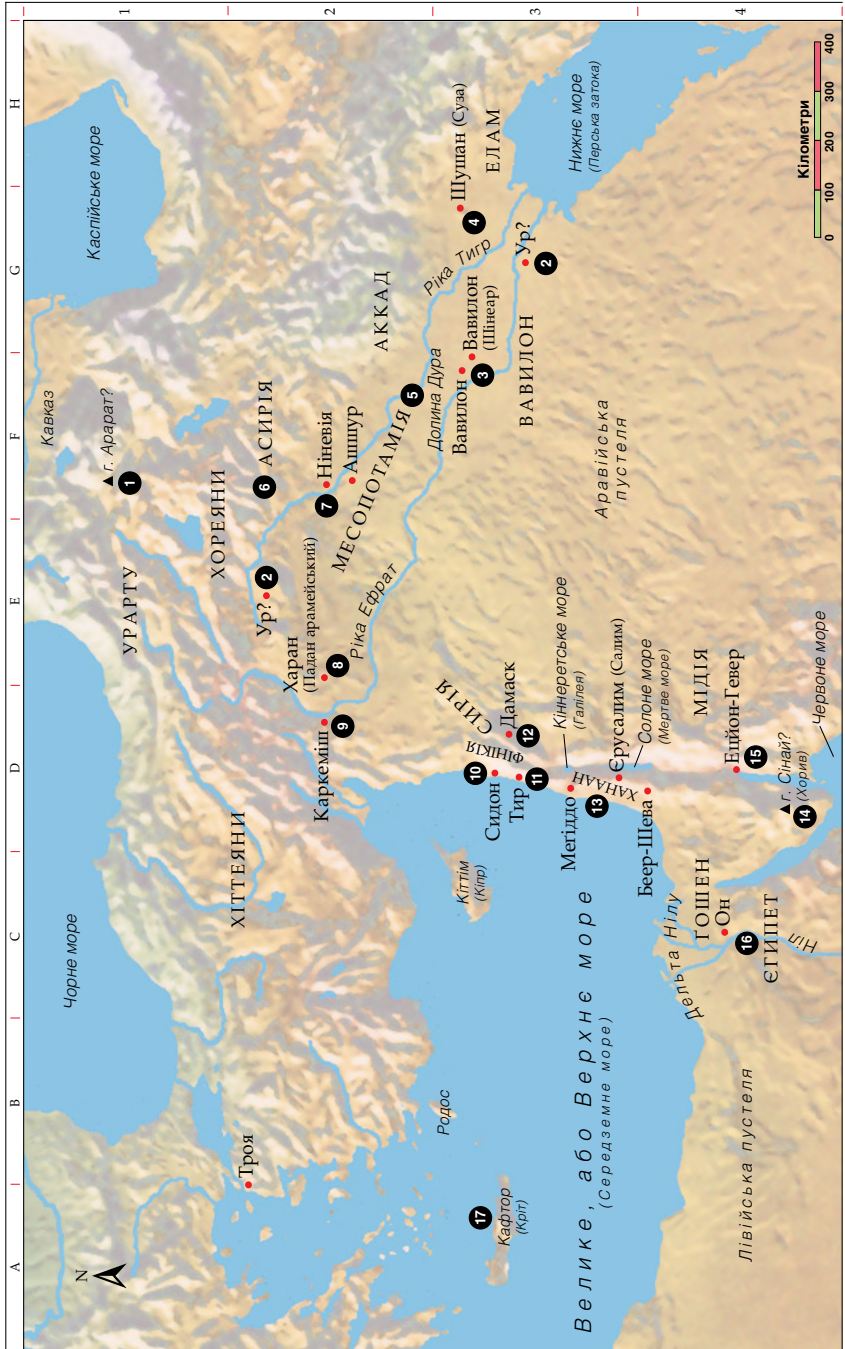 A
B
C
D
E
F
G
H
1
2
3
4
N
Чорне море
Кавказ
Каспійське море
г. Арарат?
1
УРАРТУ
ХОРЕЯНИ
6
АСИРІЯ
Троя
ХІТТЕЯНИ
Ур?
2
Харан
(Падан арамейський)
8
Каркеміш
9
7
Ніневія
Ашшур
МЕСОПОТАМІЯ
5
АККАД
Ріка Ефрат
Ріка Тигр
Долина Дура
Вавилон
3
Вавилон
(Шінеар)
ВАВИЛОН
Шушан (Суза)
4
ЕЛАМ
Ур?
2
Нижнє море
(Перська затока)
Родос
17
Кафтор
(Кріт)
Кіттім
(Кіпр)
СИРІЯ
ФІНІКІЯ
10
Сидон
Тир
11
Дамаск
12
Кіннеретське море
(Галілея)
Мегіддо
13
ХАНААН
Єрусалим (Салим)
Солоне море
(Мертве море)
Беер-Шева
Аравійська
пустеля
Велике, або Верхнє море
(Середземне море)
Дельта Нілу
ҐОШЕН
Он
16
ЄГИПЕТ
Ніл
МІДІЯ
Ецйон-Гевер
15
г. Сінай?
(Хорив)
14
Червоне море
Лівійська пустеля
Кілометри
0
100
200
300
400